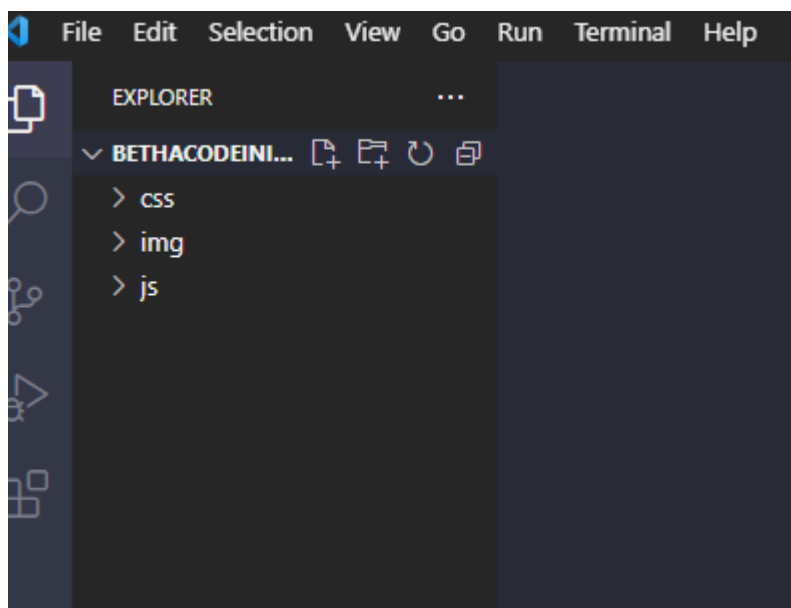 File Edit Selection View Go Run Terminal Help
EXPLORER ...
BETHACODEINI...
css
img
js